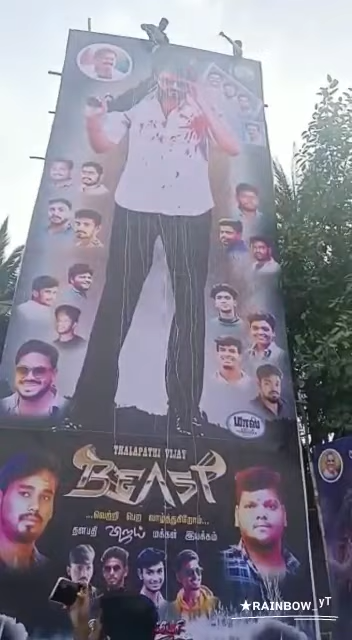 THALAPATHI VIJAY
BEAST
...வெற்றி பெற வாழ்த்துகிறோம்...
தளபதி விஜய் மக்கள் இயக்கம்
★RAINBOW_YT